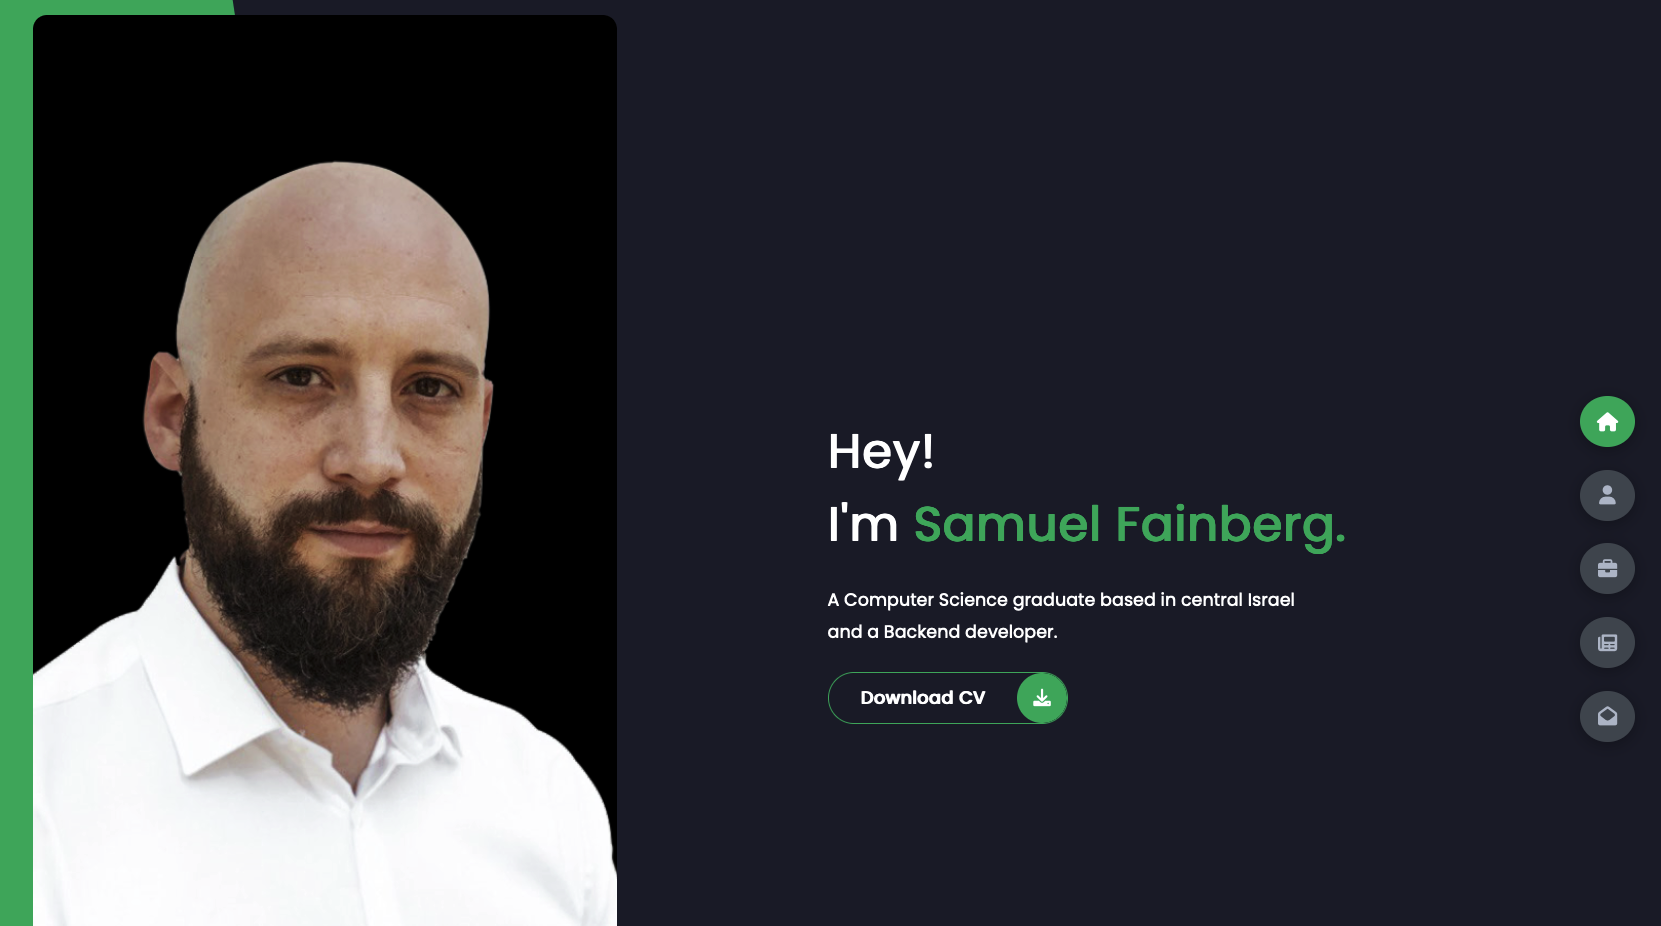 Hey!
I'm Samuel Fainberg.
A Computer Science graduate based in central Israel
and a Backend developer.
Download CV